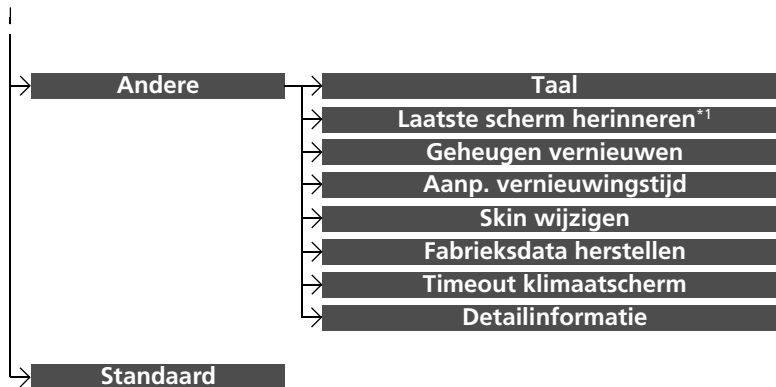 Andere
Taal
Laatste scherm herinneren*1
Geheugen vernieuwen
Aanp. vernieuwingstijd
Skin wijzigen
Fabrieksdata herstellen
Timeout klimaatscherm
Detailinformatie
Standaard